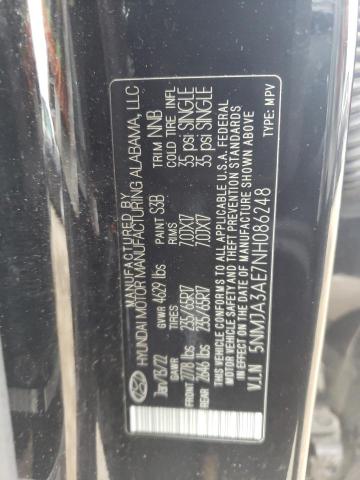 MANUFACTURED BY
HYUNDAI MOTOR MANUFACTURING ALABAMA, LLC
Jan/13/22 GVWR 4629 lbs PAINT S3B TRIM NNB
GAWR TIRES RIMS COLD TIRE INFL
FRONT 2778 lbs 235/65R17 7.0JX17 35 psi SINGLE
REAR 2646 lbs 235/65R17 7.0JX17 35 psi SINGLE
THIS VEHICLE CONFORMS TO ALL APPLICABLE U.S.A. FEDERAL
MOTOR VEHICLE SAFETY AND THEFT PREVENTION STANDARDS IN
EFFECT ON THE DATE OF MANUFACTURE SHOWN ABOVE
V.I.N 5NMJA3AE7NH086248 TYPE: MPV